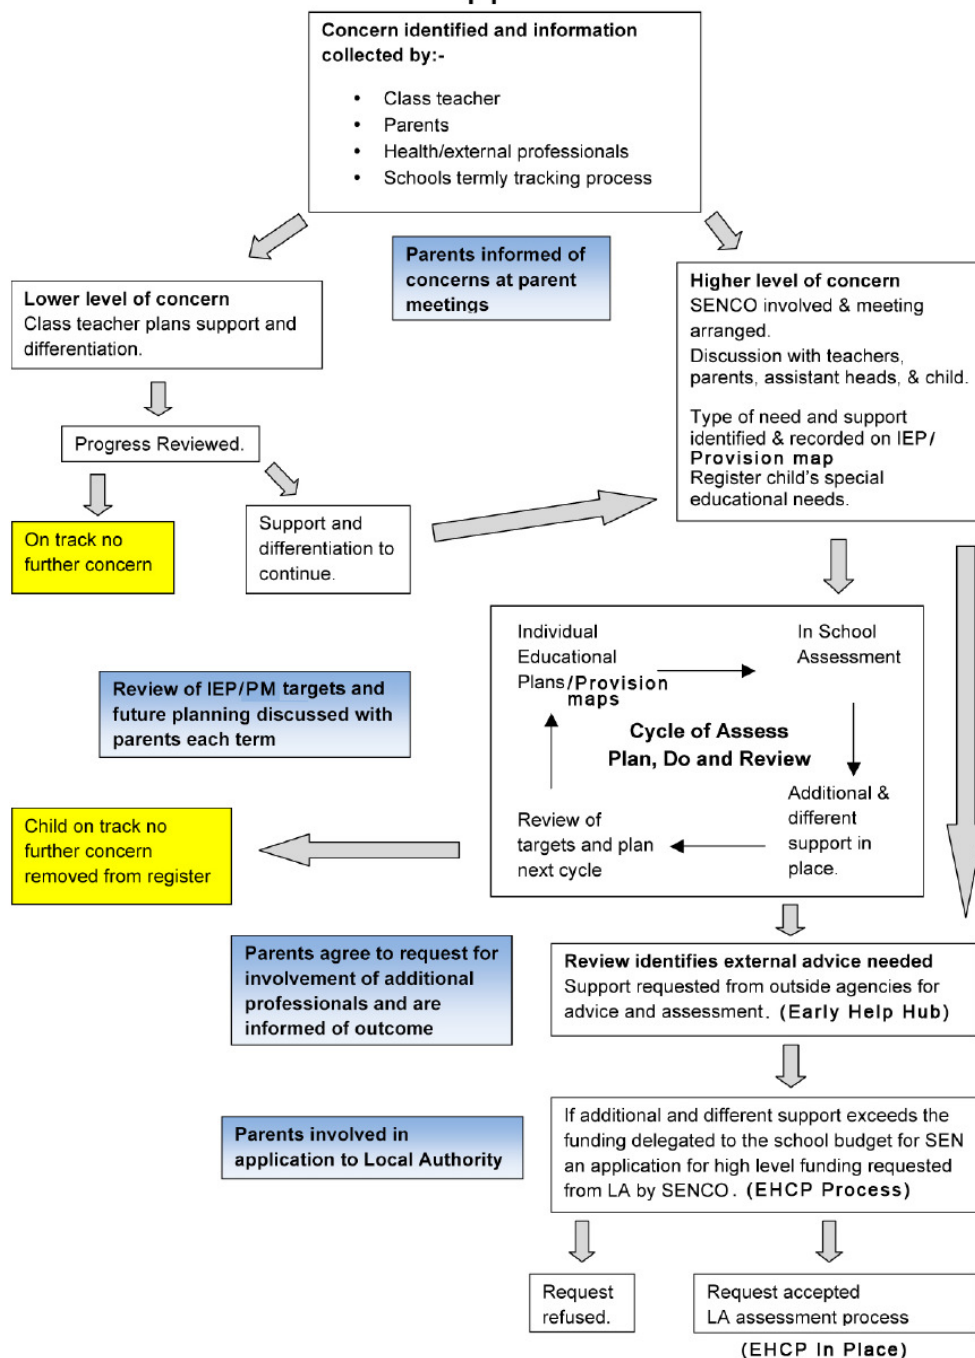 Concern identified and information
collected by:-
• Class teacher
• Parents
• Health/external professionals
• Schools termly tracking process
Parents informed of
concerns at parent
meetings
Lower level of concern
Class teacher plans support and
differentiation.
Higher level of concern
SENCO involved & meeting
arranged.
Discussion with teachers,
parents, assistant heads, & child.
Type of need and support
identified & recorded on IEP/
Provision map
Register child's special
educational needs.
Progress Reviewed.
On track no
further concern
Support and
differentiation to
continue.
Individual
Educational
Plans/Provision
maps
In School
Assessment
Cycle of Assess
Plan, Do and Review
Additional &
different
support in
place.
Review of
targets and plan
next cycle
Review of IEP/PM targets and
future planning discussed with
parents each term
Child on track no
further concern
removed from register
Parents agree to request for
involvement of additional
professionals and are
informed of outcome
Review identifies external advice needed
Support requested from outside agencies for
advice and assessment. (Early Help Hub)
Parents involved in
application to Local Authority
If additional and different support exceeds the
funding delegated to the school budget for SEN
an application for high level funding requested
from LA by SENCO. (EHCP Process)
Request
refused.
Request accepted
LA assessment process
(EHCP In Place)